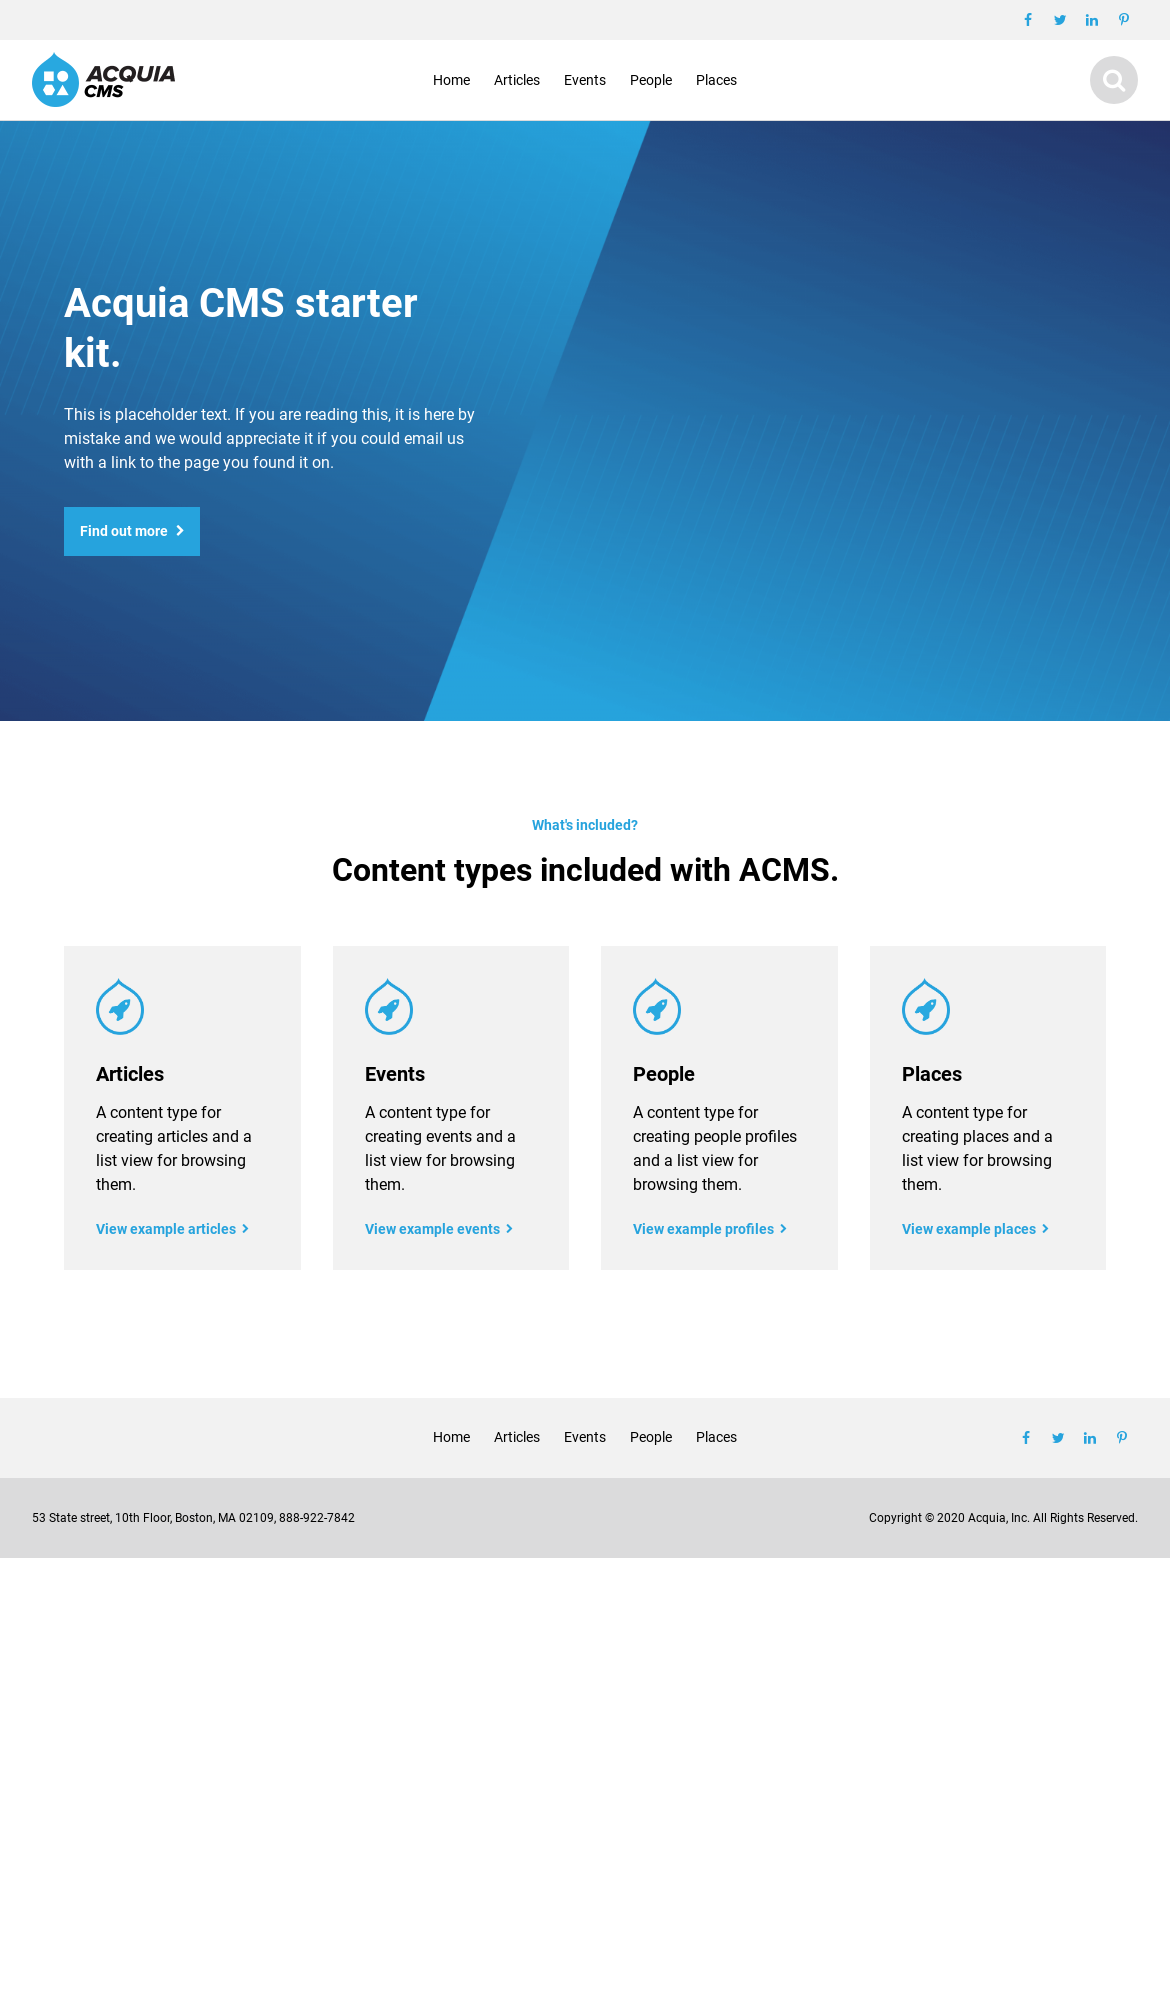 ACQUIA
CMS
Home Articles Events People Places
Acquia CMS starter
kit.
This is placeholder text. If you are reading this, it is here by
mistake and we would appreciate it if you could email us
with a link to the page you found it on.
Find out more
What's included?
Content types included with ACMS.
Articles
A content type for
creating articles and a
list view for browsing
them.
View example articles
Events
A content type for
creating events and a
list view for browsing
them.
View example events
People
A content type for
creating people profiles
and a list view for
browsing them.
View example profiles
Places
A content type for
creating places and a
list view for browsing
them.
View example places
Home Articles Events People Places
53 State street, 10th Floor, Boston, MA 02109, 888-922-7842
Copyright © 2020 Acquia, Inc. All Rights Reserved.